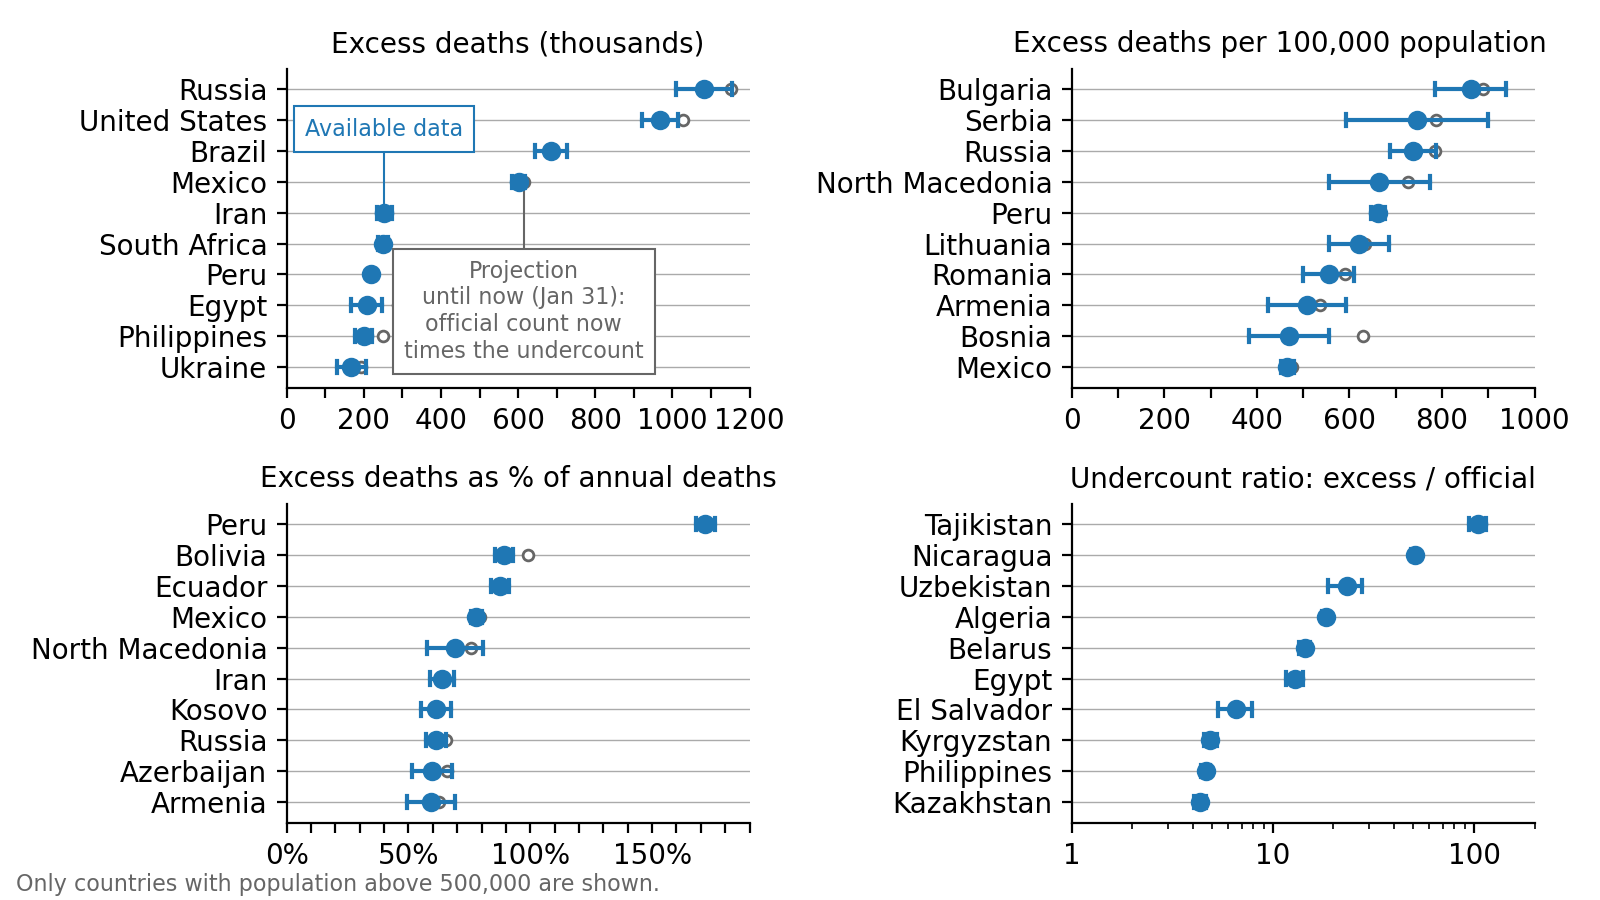 Excess deaths (thousands)
Russia
United States
Brazil
Mexico
Iran
South Africa
Peru
Egypt
Philippines
Ukraine
Available data
Projection
until now (Jan 31):
official count now
times the undercount
0 200 400 600 800 1000 1200
Excess deaths per 100,000 population
Bulgaria
Serbia
Russia
North Macedonia
Peru
Lithuania
Romania
Armenia
Bosnia
Mexico
0 200 400 600 800 1000
Excess deaths as % of annual deaths
Peru
Bolivia
Ecuador
Mexico
North Macedonia
Iran
Kosovo
Russia
Azerbaijan
Armenia
0% 50% 100% 150%
Undercount ratio: excess / official
Tajikistan
Nicaragua
Uzbekistan
Algeria
Belarus
Egypt
El Salvador
Kyrgyzstan
Philippines
Kazakhstan
1 10 100
Only countries with population above 500,000 are shown.